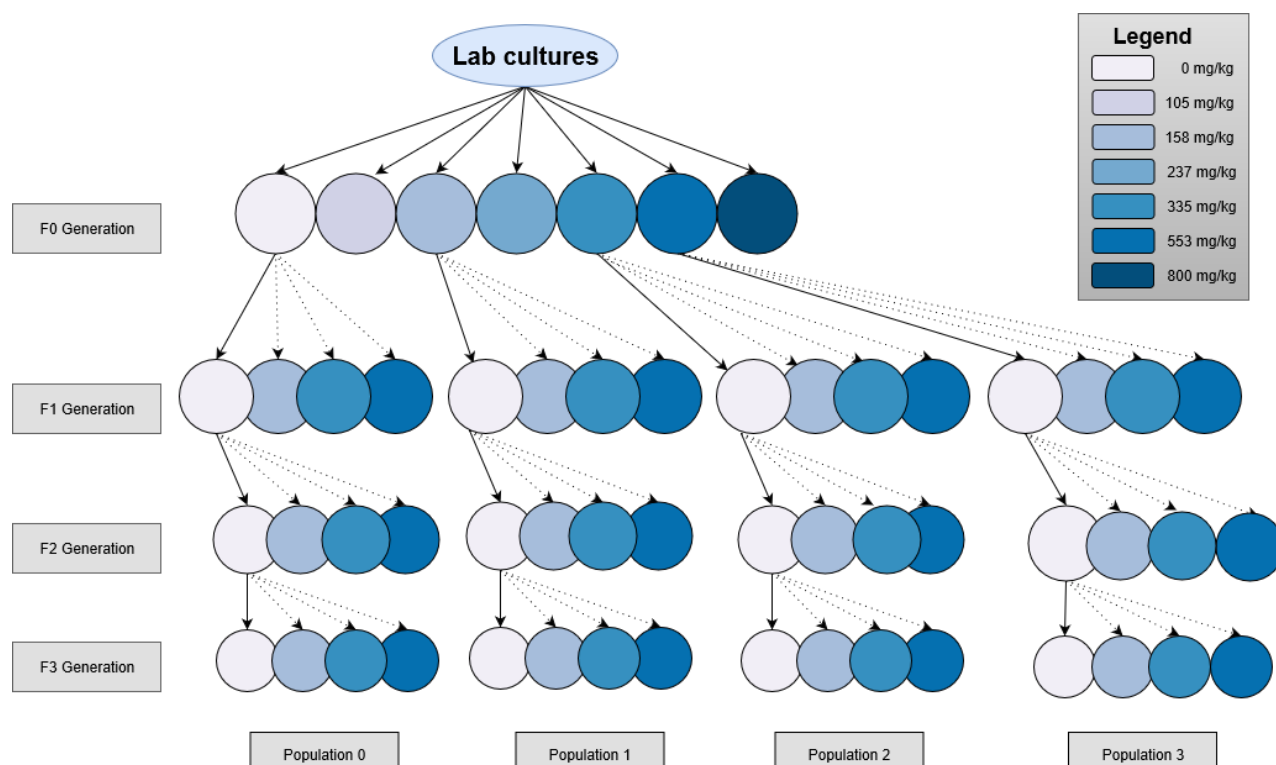 Lab cultures
Legend
0 mg/kg
105 mg/kg
158 mg/kg
237 mg/kg
335 mg/kg
553 mg/kg
800 mg/kg
F0 Generation
F1 Generation
F2 Generation
F3 Generation
Population 0
Population 1
Population 2
Population 3